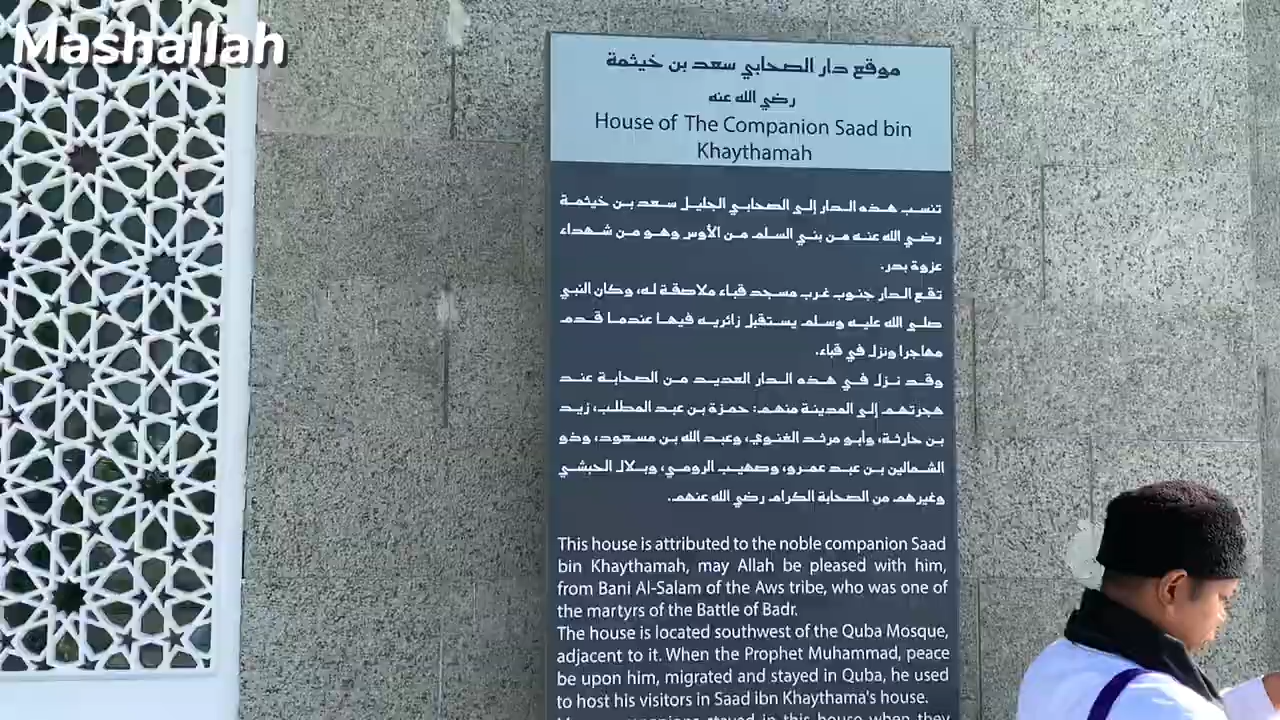 Mashallah
موقع دار الصحابي سعد بن خيثمة
رضي الله عنه
House of The Companion Saad bin
Khaythamah
تنسب هذه الدار إلى الصحابي الجليل سعد بن خيثمة
رضي الله عنه من بني السلم من الأوس وهو من شهداء
غزوة بدر.
تقع الدار جنوب غرب مسجد قباء ملاصقة له، وكان النبي
صلى الله عليه وسلم يستقبل زائريه فيها عندما قدم
مهاجرا ونزل في قباء.
وقد نزل في هذه الدار العديد من الصحابة عند
هجرتهم إلى المدينة منهم: حمزة بن عبد المطلب، زيد
بن حارثة، وأبو مرثد الغنوي، وعبد الله بن مسعود، وذو
الشمالين بن عبد عمرو، وصهيب الرومي، وبلال الحبشي
وغيرهم من الصحابة الكرام رضي الله عنهم.
This house is attributed to the noble companion Saad
bin Khaythamah, may Allah be pleased with him,
from Bani Al-Salam of the Aws tribe, who was one of
the martyrs of the Battle of Badr.
The house is located southwest of the Quba Mosque,
adjacent to it. When the Prophet Muhammad, peace
be upon him, migrated and stayed in Quba, he used
to host his visitors in Saad ibn Khaythama's house.
companions stayed in this house when they